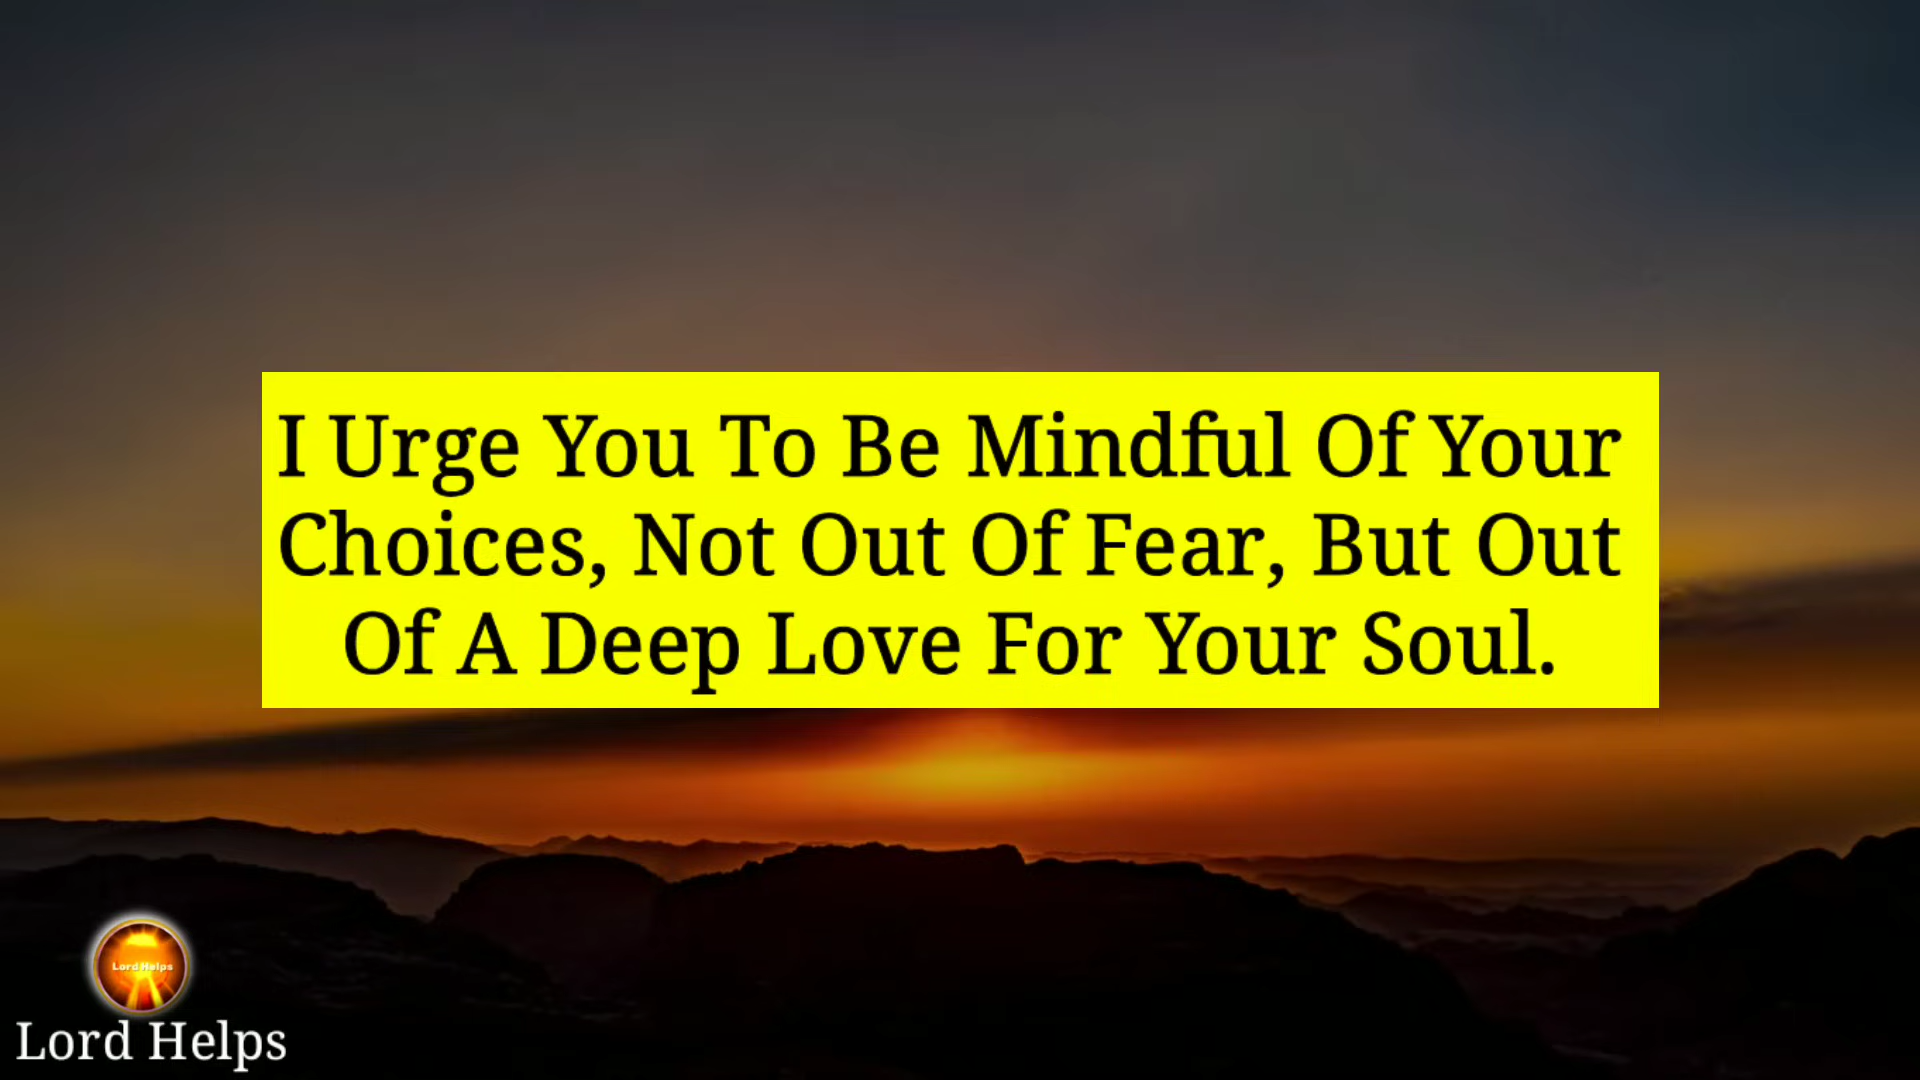 I Urge You To Be Mindful Of Your
Choices, Not Out Of Fear, But Out
Of A Deep Love For Your Soul.
Lord Helps
Lord Helps